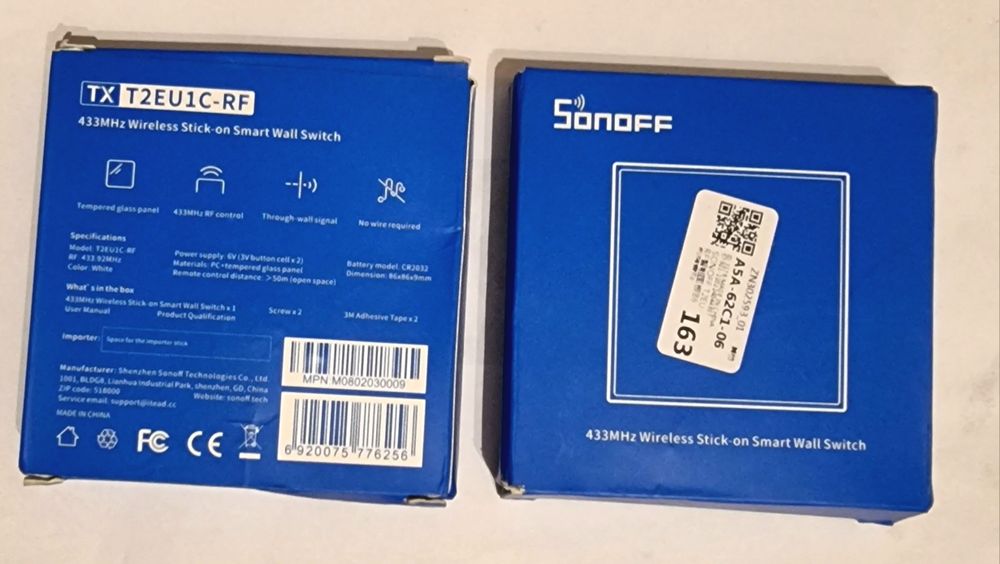 TX T2EU1C-RF
433MHz Wireless Stick-on Smart Wall Switch
Tempered glass panel
433MHz RF control
Through-wall signal
No wire required
Specifications
Model: T2EU1C-RF
RF 433.92MHz
Color: White
Power supply: 6V (3V button cell x 2)
Materials: PC+tempered glass panel
Remote control distance: >50m (open space)
Battery model: CR2032
Dimension: 86x86x9mm
What's in the box
433MHz Wireless Stick-on Smart Wall Switch x 1
User Manual
Product Qualification
Screw x 2
3M Adhesive Tape x 2
Importer: Space for the importer stick
Manufacturer: Shenzhen Sonoff Technologies Co., Ltd.
1001, BLDG8, Lianhua Industrial Park, shenzhen, GD, China
ZIP code: 518000
Website: sonoff.tech
Service email: support@itead.cc
MADE IN CHINA
FC CE
MPN M0802030009
6 920075 776256
SONOFF
ZN302593_01
A5A-62C1-06
163
433MHz Wireless Stick-on Smart Wall Switch